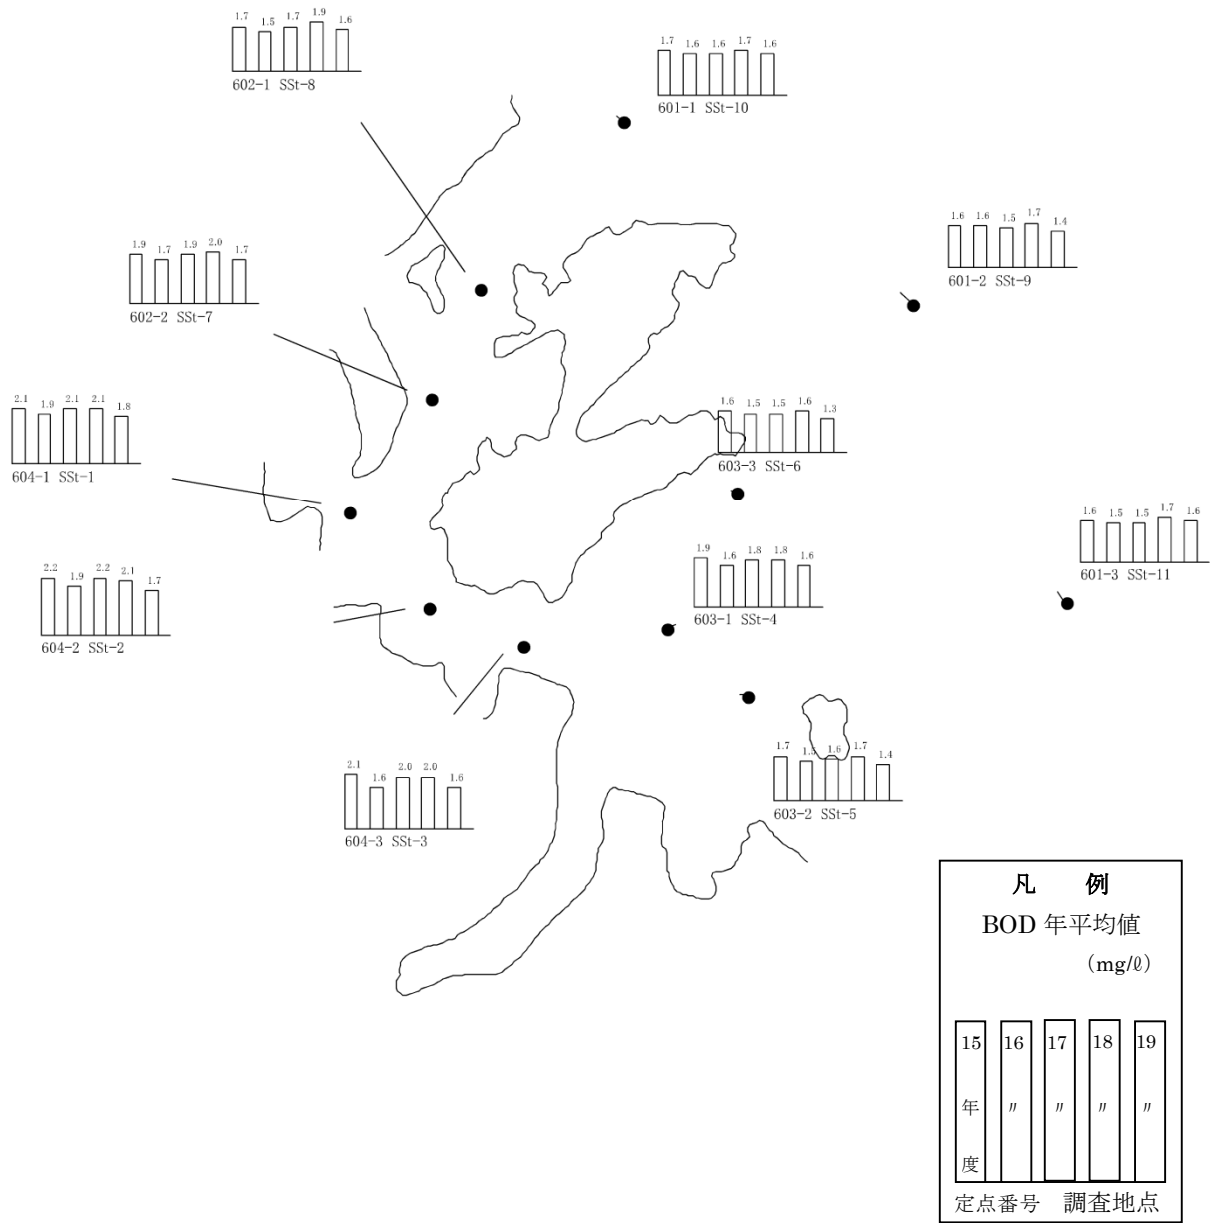 1.7 1.5 1.7 1.9 1.6
602-1 SSt-8
1.7 1.6 1.6 1.7 1.6
601-1 SSt-10
1.6 1.6 1.5 1.7 1.4
601-2 SSt-9
1.9 1.7 1.9 2.0 1.7
602-2 SSt-7
2.1 1.9 2.1 2.1 1.8
604-1 SSt-1
1.6 1.5 1.5 1.6 1.3
603-3 SSt-6
1.6 1.5 1.5 1.7 1.6
601-3 SSt-11
1.9 1.6 1.8 1.8 1.6
603-1 SSt-4
2.2 1.9 2.2 2.1 1.7
604-2 SSt-2
1.7 1.5 1.6 1.7 1.4
603-2 SSt-5
2.1 1.6 2.0 2.0 1.6
604-3 SSt-3
凡 例
BOD 年平均値
(mg/ℓ)
15 16 17 18 19
年 〃 〃 〃 〃
度
定点番号 調査地点